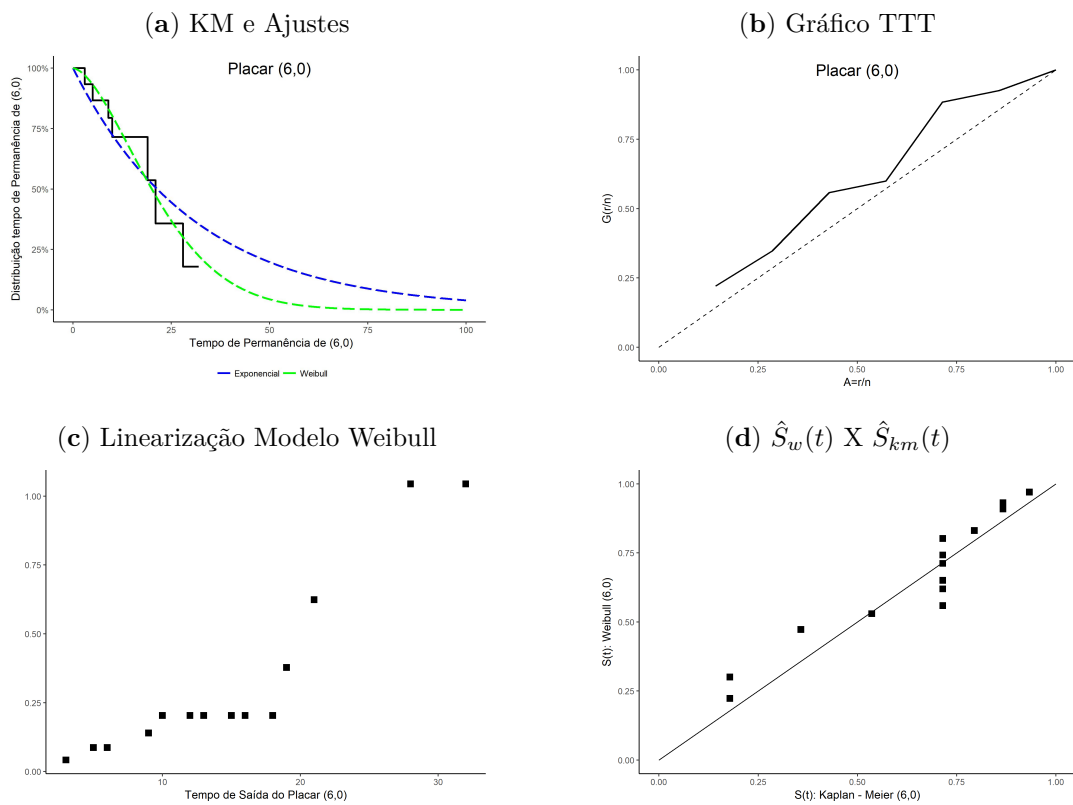 (a) KM e Ajustes
Placar (6,0)
Distribuição tempo de Permanência de (6,0)
100%
75%
50%
25%
0%
0 25 50 75 100
Tempo de Permanência de (6,0)
Exponencial Weibull
(b) Gráfico TTT
Placar (6,0)
G(r/n)
1.00
0.75
0.50
0.25
0.00
0.00 0.25 0.50 0.75 1.00
A=r/n
(c) Linearização Modelo Weibull
1.00
0.75
0.50
0.25
0.00
10 20 30
Tempo de Saída do Placar (6,0)
(d) Ŝw(t) X Ŝkm(t)
S(t): Weibull (6,0)
1.00
0.75
0.50
0.25
0.00
0.00 0.25 0.50 0.75 1.00
S(t): Kaplan - Meier (6,0)